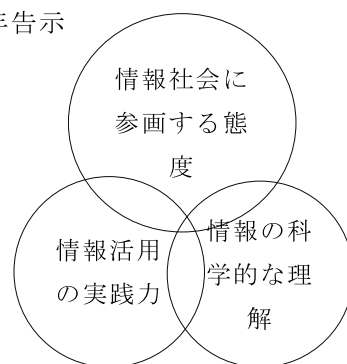 年告示
情報社会に
参画する態
度
情報活用
の実践力
情報の科
学的な理
解